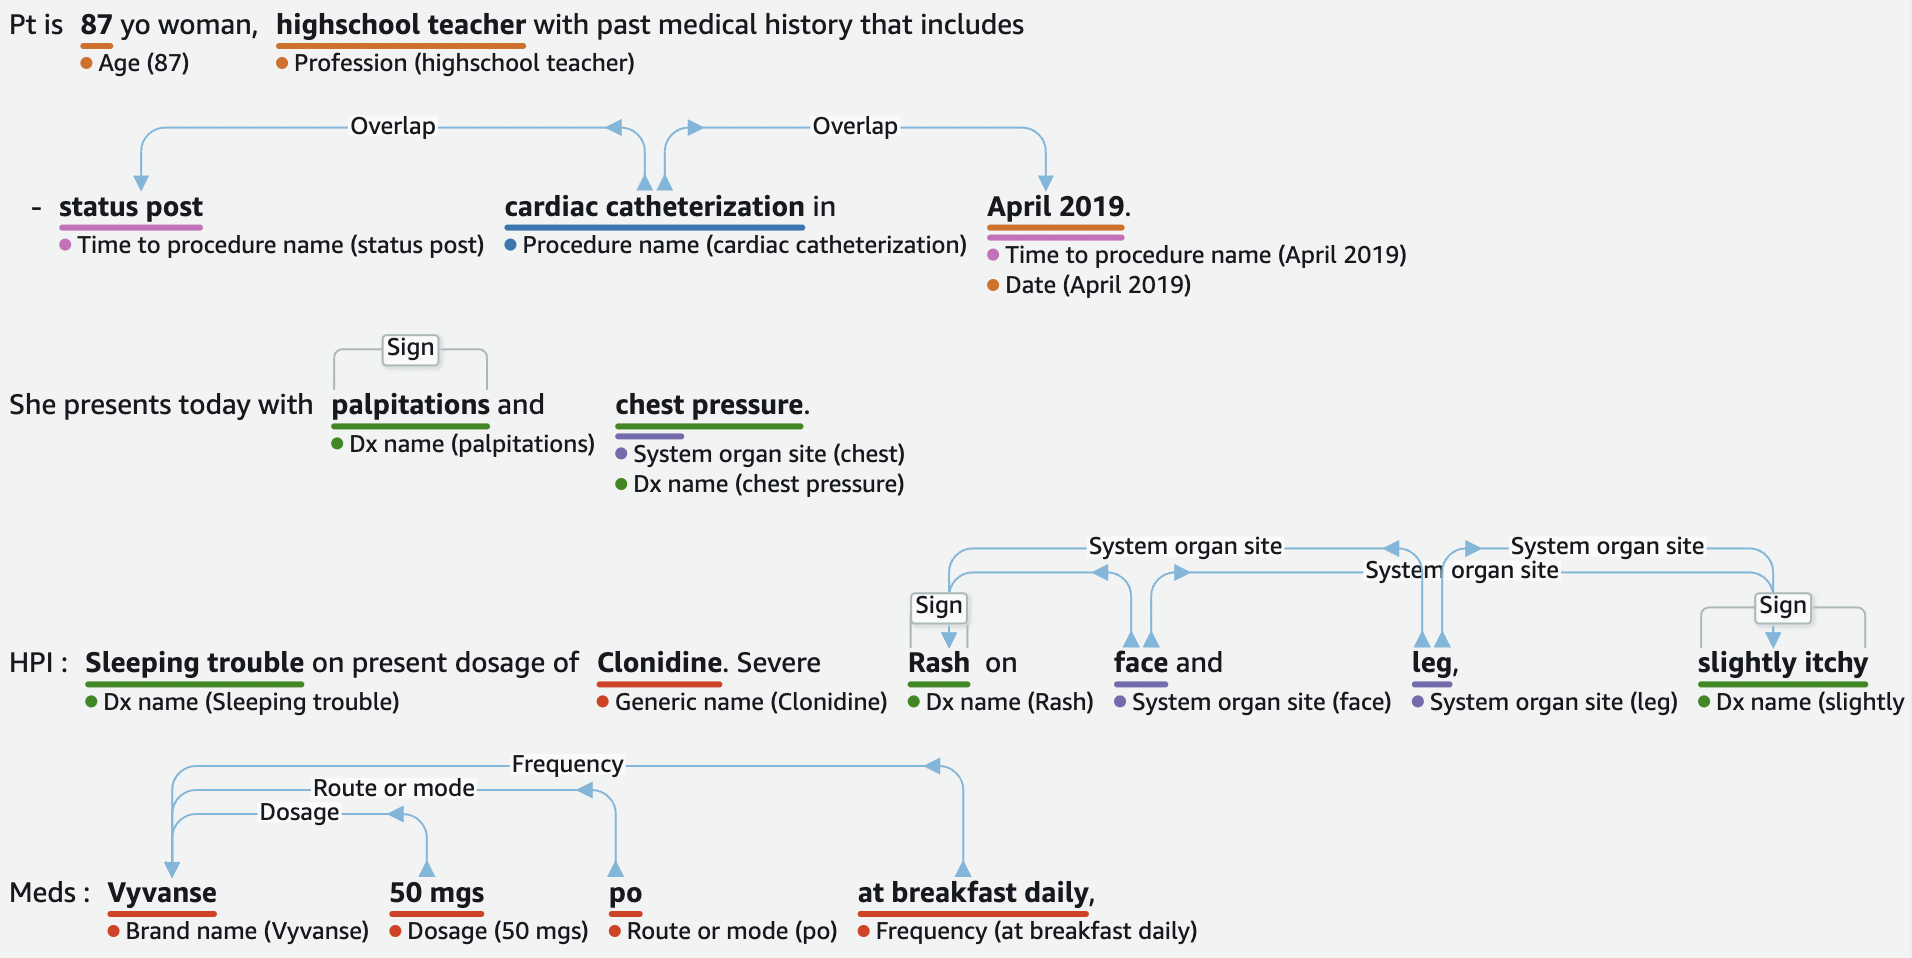 Pt is 87 yo woman, highschool teacher with past medical history that includes
Age (87) Profession (highschool teacher)
Overlap Overlap
- status post cardiac catheterization in April 2019.
Time to procedure name (status post) Procedure name (cardiac catheterization) Time to procedure name (April 2019)
Date (April 2019)
Sign
She presents today with palpitations and chest pressure.
Dx name (palpitations) System organ site (chest)
Dx name (chest pressure)
System organ site System organ site
System organ site
Sign Sign
HPI : Sleeping trouble on present dosage of Clonidine. Severe Rash on face and leg, slightly itchy
Dx name (Sleeping trouble) Generic name (Clonidine) Dx name (Rash) System organ site (face) System organ site (leg) Dx name (slightly
Frequency
Route or mode
Dosage
Meds : Vyvanse 50 mgs po at breakfast daily,
Brand name (Vyvanse) Dosage (50 mgs) Route or mode (po) Frequency (at breakfast daily)